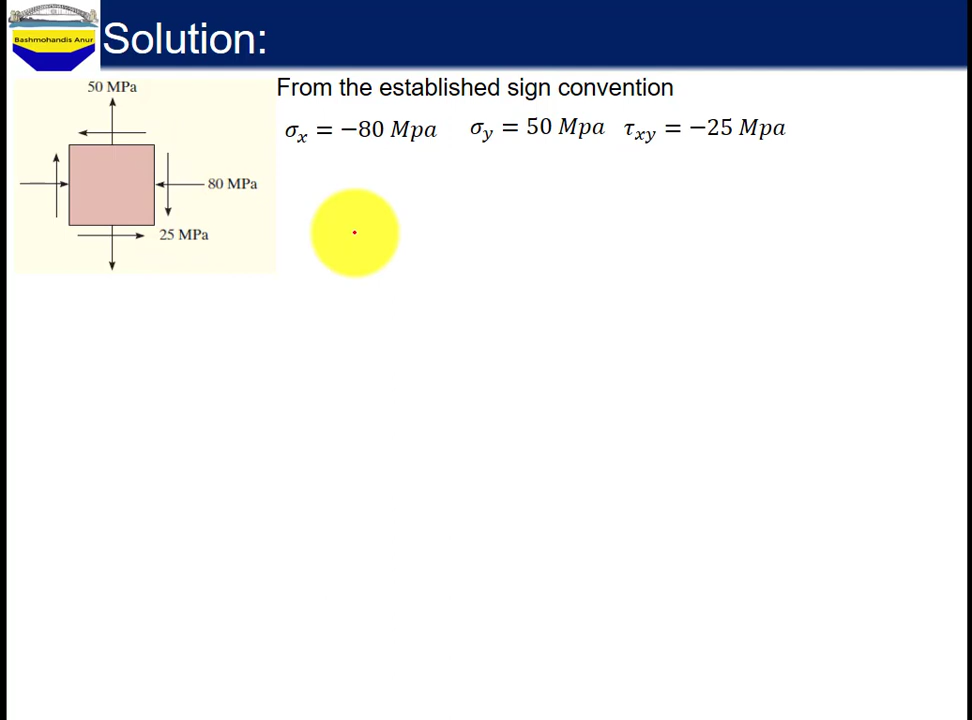 Bashmohandis Anur
Solution:
50 MPa
80 MPa
25 MPa
From the established sign convention
σx = −80 Mpa σy = 50 Mpa τxy = −25 Mpa